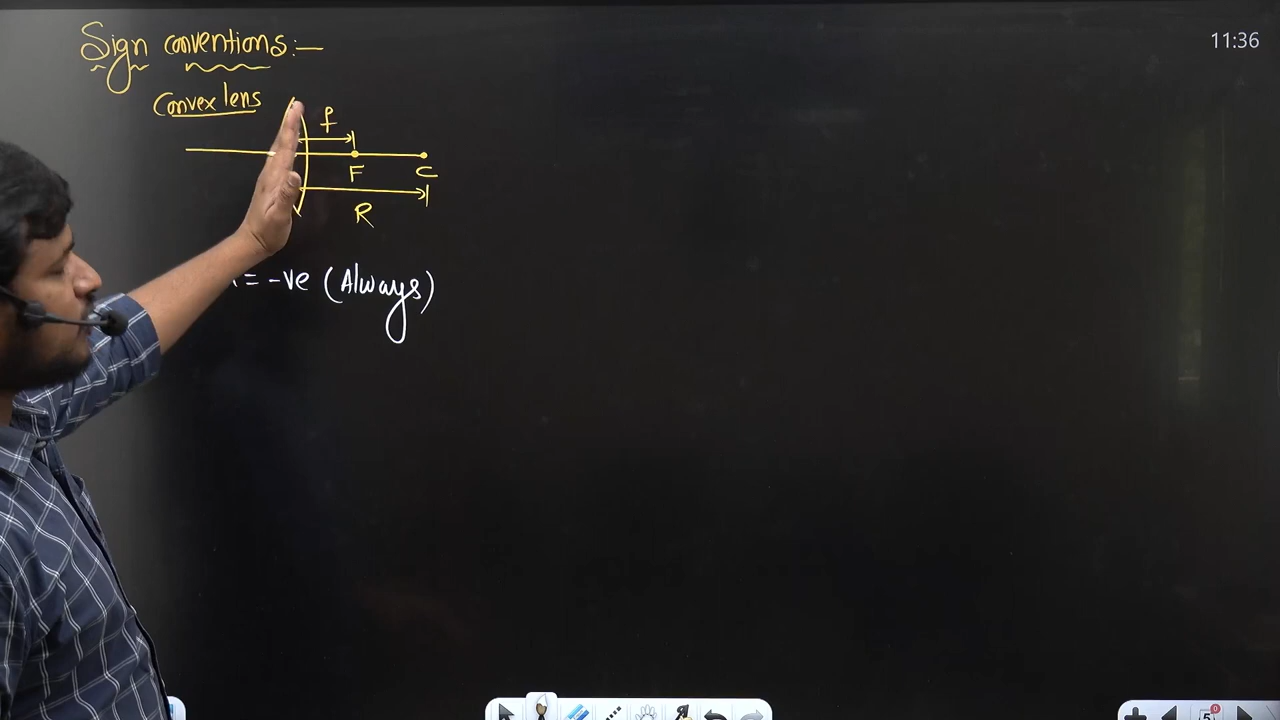 Sign conventions:-
Convex lens
f
F C
R
= -ve (Always)
11:36